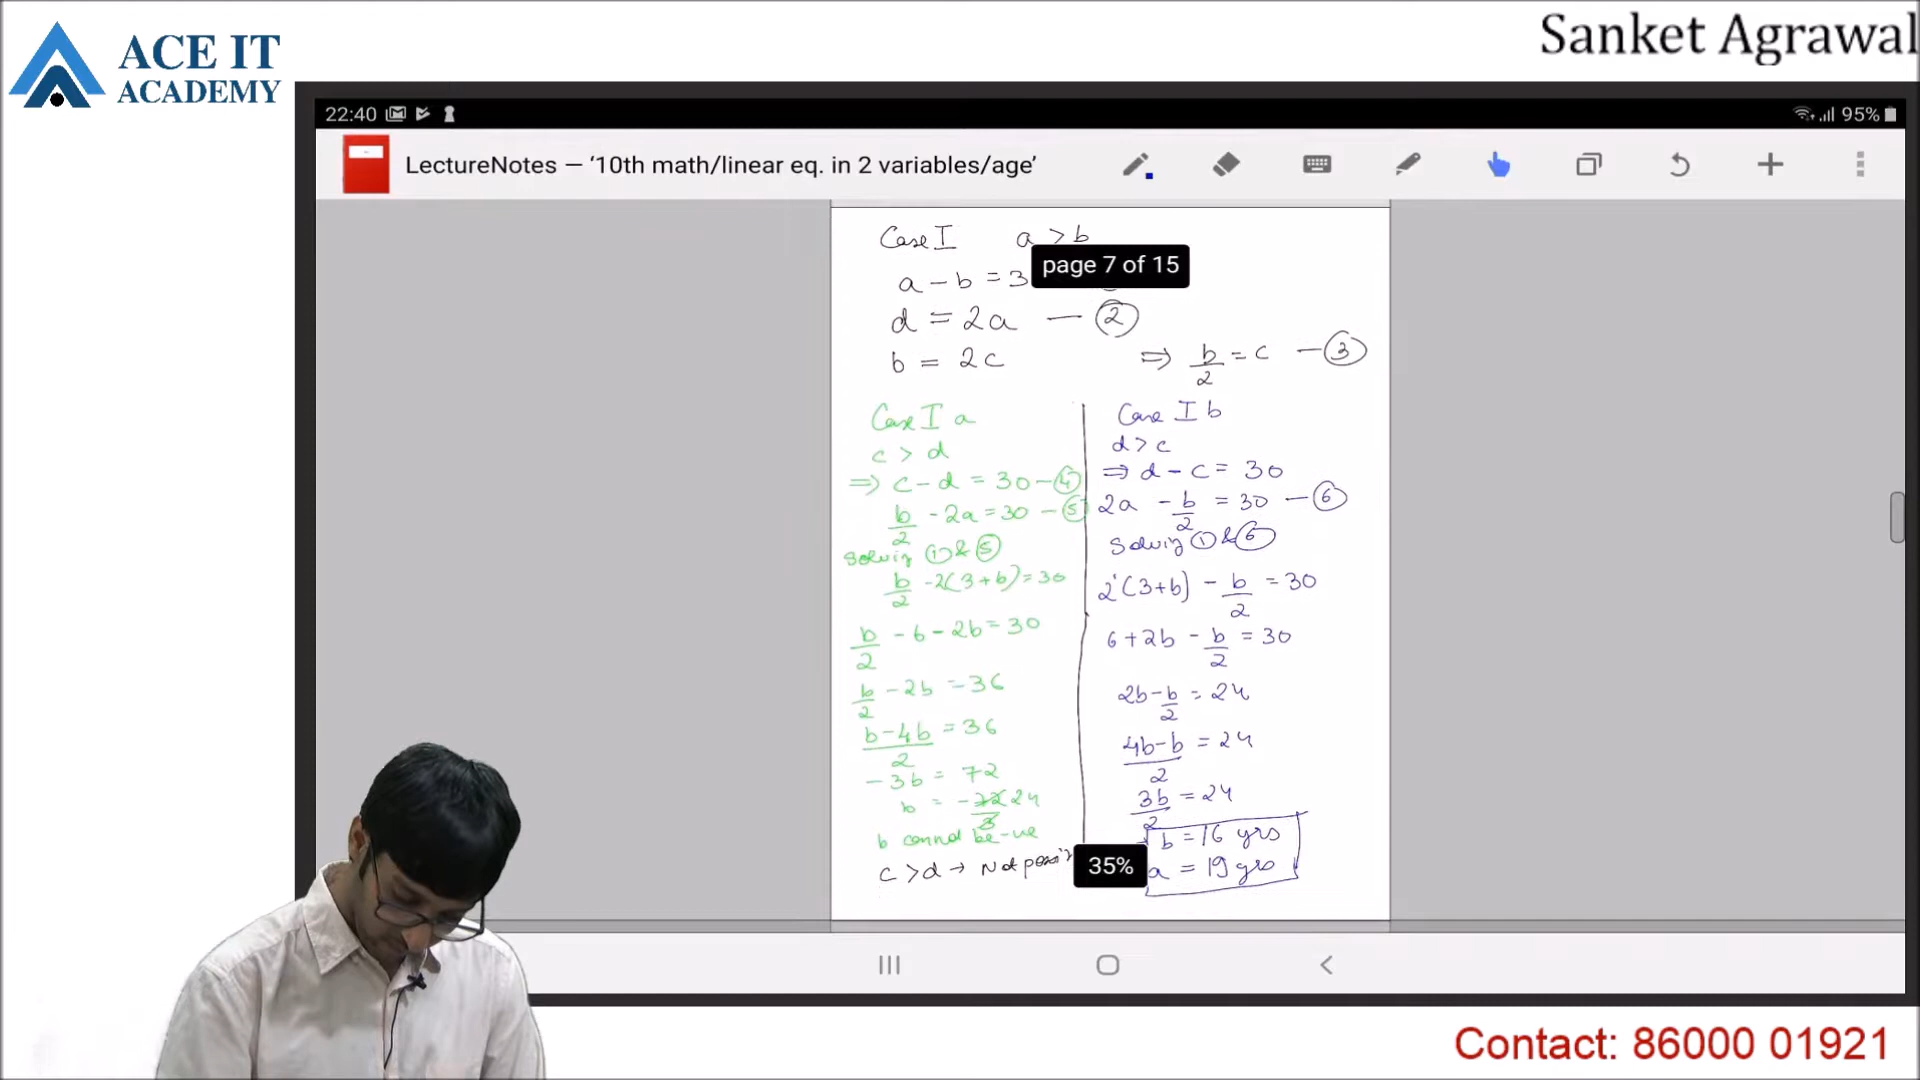 ACE IT
ACADEMY
Sanket Agrawal
22:40
95%
LectureNotes — ‘10th math/linear eq. in 2 variables/age’
Case I a > b
page 7 of 15
a - b = 3
d = 2a — ②
b = 2c ⇒ b/2 = c — ③
Case I a
c > d
⇒ c - d = 30 — ④
b/2 - 2a = 30 — ⑤
Solving ① & ⑤
b/2 - 2(3+b) = 30
b/2 - 6 - 2b = 30
b/2 - 2b = 36
b-4b/2 = 36
-3b = 72
b = -72/3 24
b cannot be -ve
c > d → Not
Case I b
d > c
⇒ d - c = 30
2a - b/2 = 30 — ⑥
Solving ① & ⑥
2(3+b) - b/2 = 30
6 + 2b - b/2 = 30
2b - b/2 = 24
4b-b/2 = 24
3b/2 = 24
b = 16 yrs
a = 19 yrs
35%
Contact: 86000 01921